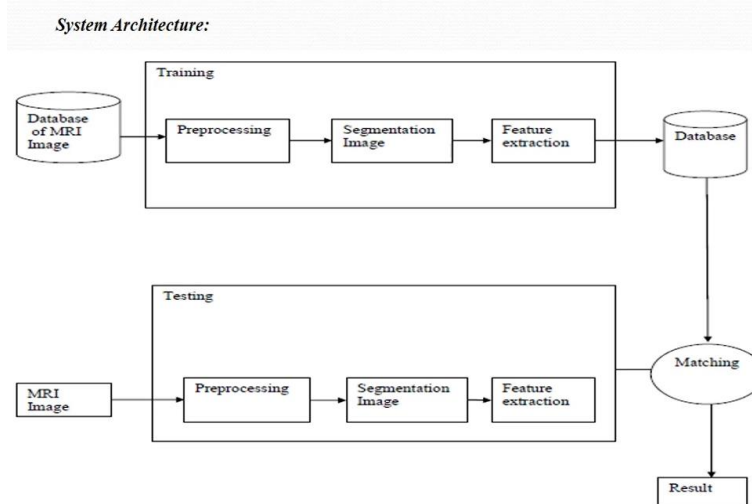 System Architecture:
Training
Database
of MRI
Image
Preprocessing
Segmentation
Image
Feature
extraction
Database
Testing
MRI
Image
Preprocessing
Segmentation
Image
Feature
extraction
Matching
Result